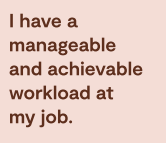 I have a
manageable
and achievable
workload at
my job.